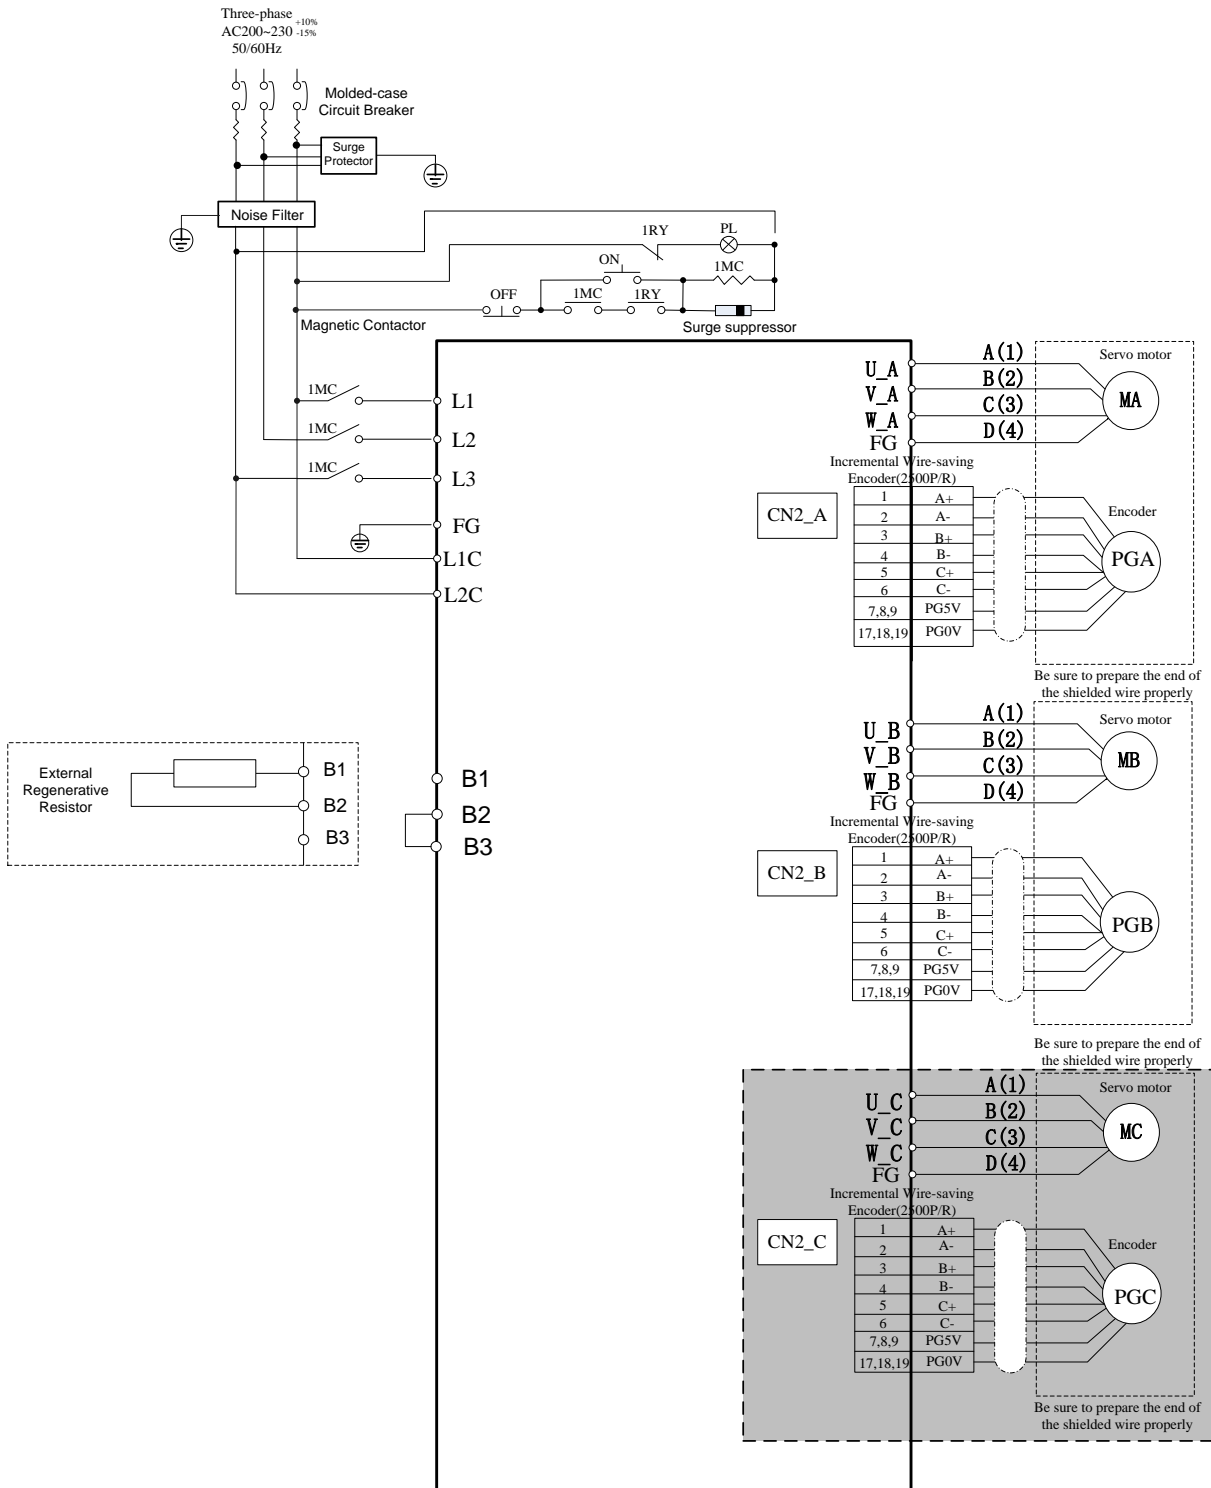 Three-phase
AC200~230 +10% -15%
50/60Hz
Molded-case
Circuit Breaker
Surge
Protector
Noise Filter
1RY
PL
ON
1MC
OFF
1MC
1RY
Magnetic Contactor
Surge suppressor
1MC
L1
1MC
L2
1MC
L3
FG
L1C
L2C
External
Regenerative
Resistor
B1
B2
B3
B1
B2
B3
U_A
A(1)
V_A
B(2)
W_A
C(3)
FG
D(4)
Servo motor
MA
Incremental Wire-saving
Encoder(2500P/R)
CN2_A
1 A+
2 A-
3 B+
4 B-
5 C+
6 C-
7,8,9 PG5V
17,18,19 PG0V
Encoder
PGA
Be sure to prepare the end of
the shielded wire properly
U_B
A(1)
V_B
B(2)
W_B
C(3)
FG
D(4)
Servo motor
MB
Incremental Wire-saving
Encoder(2500P/R)
CN2_B
1 A+
2 A-
3 B+
4 B-
5 C+
6 C-
7,8,9 PG5V
17,18,19 PG0V
PGB
Be sure to prepare the end of
the shielded wire properly
U_C
A(1)
V_C
B(2)
W_C
C(3)
FG
D(4)
Servo motor
MC
Incremental Wire-saving
Encoder(2500P/R)
CN2_C
1 A+
2 A-
3 B+
4 B-
5 C+
6 C-
7,8,9 PG5V
17,18,19 PG0V
Encoder
PGC
Be sure to prepare the end of
the shielded wire properly